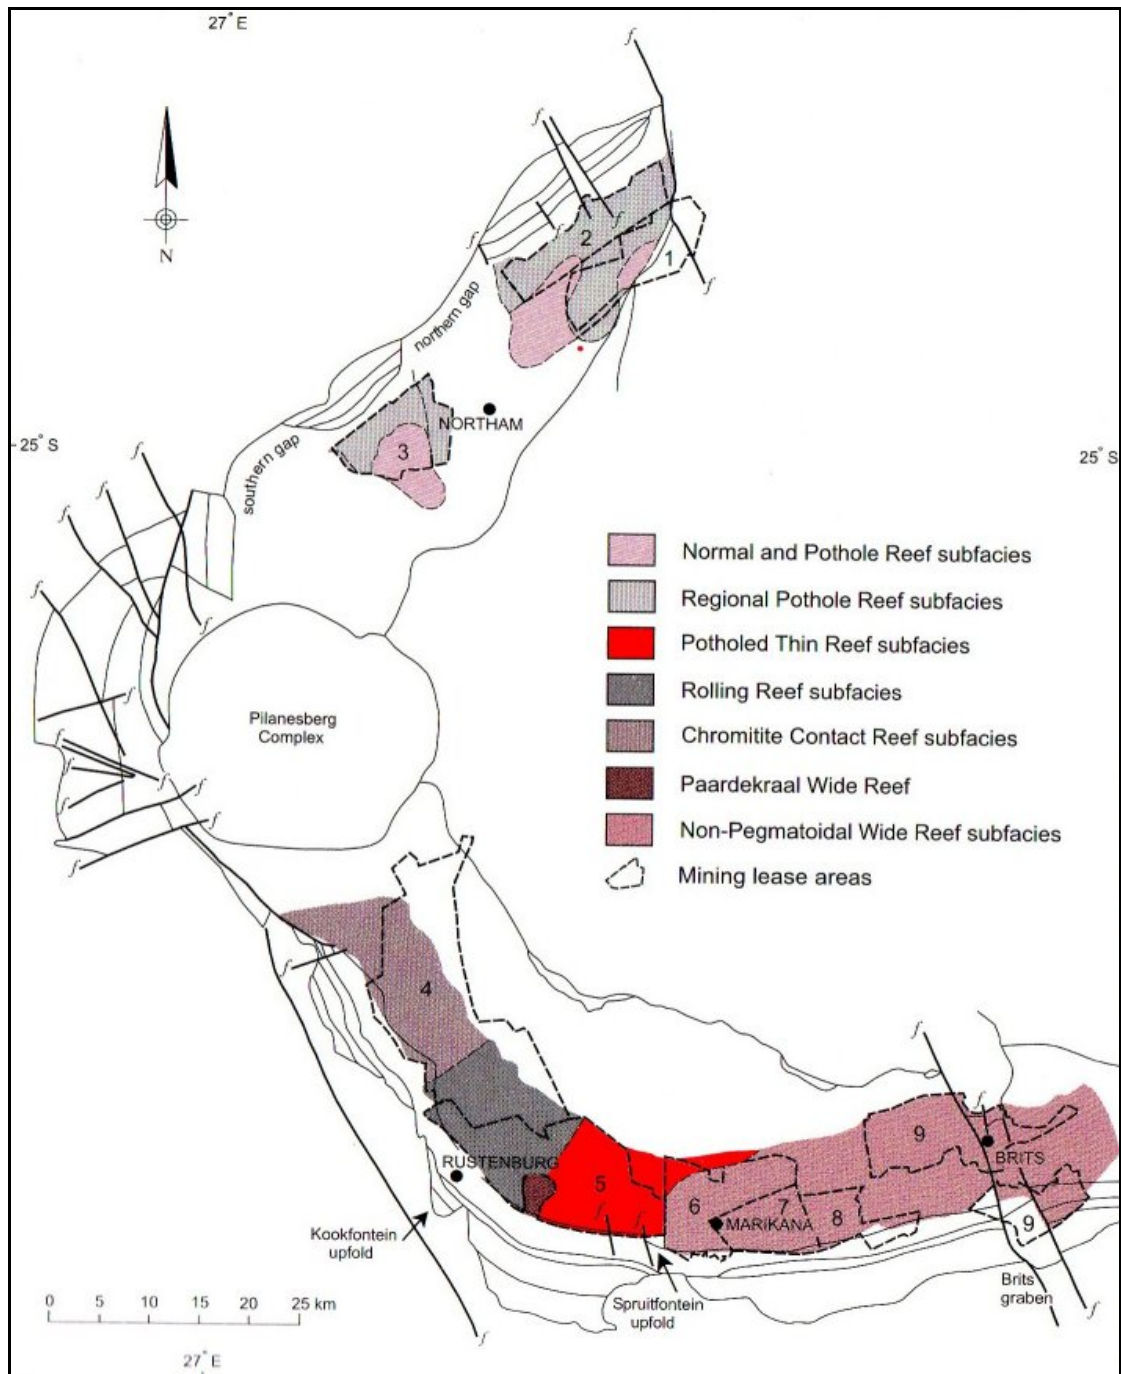 27° E
f
f
N
f
f
f
2
1
f
northern gap
NORTHAM
25° S
25° S
3
southern gap
f
f
f
f
f
Normal and Pothole Reef subfacies
Regional Pothole Reef subfacies
Potholed Thin Reef subfacies
Rolling Reef subfacies
Chromitite Contact Reef subfacies
Paardekraal Wide Reef
Non-Pegmatoidal Wide Reef subfacies
Mining lease areas
Pilanesberg
Complex
f
f
f
f
f
f
f
f
f
4
f
f
9
BRITS
RUSTENBURG
5
6
7
8
MARIKANA
f
f
9
Kookfontein
upfold
Spruitfontein
upfold
Brits
graben
f
f
0 5 10 15 20 25 km
27° E